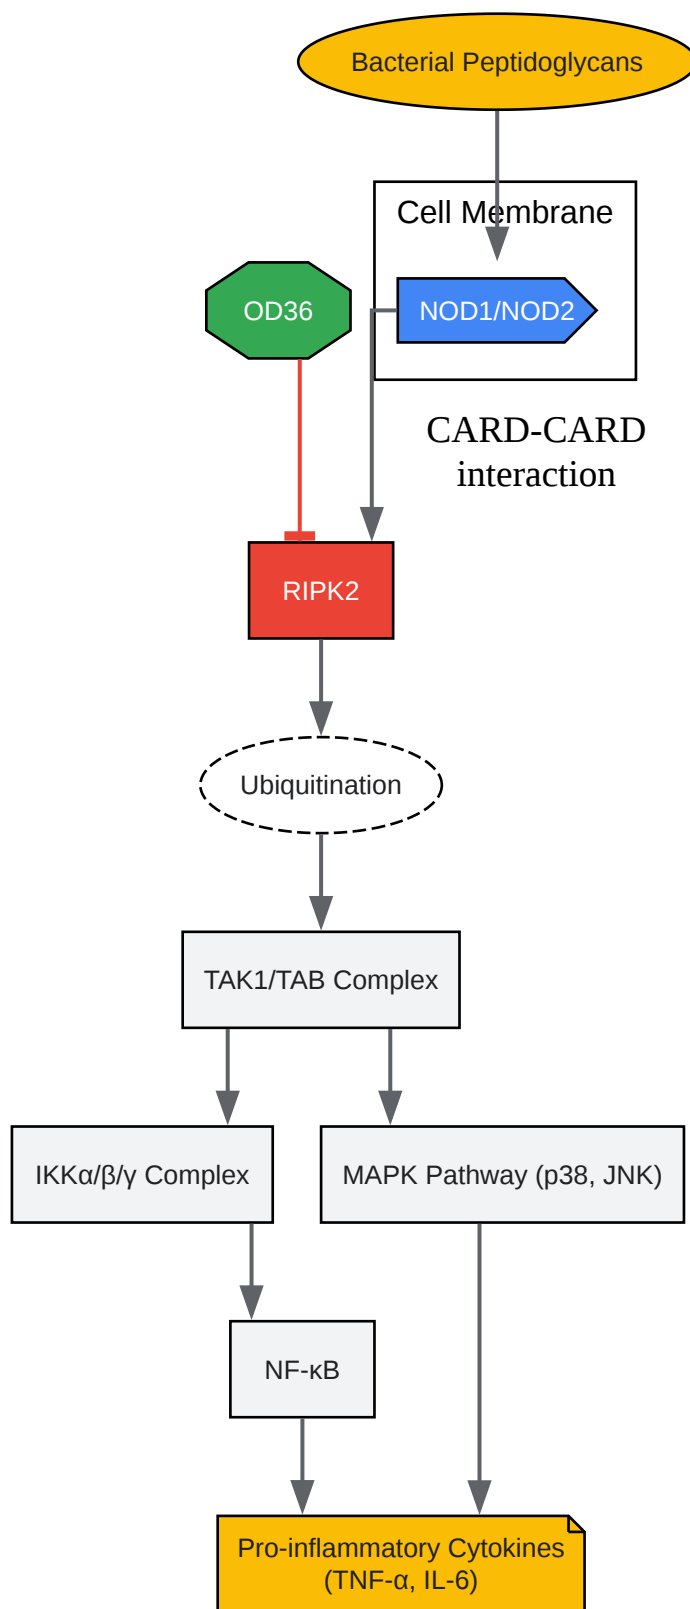 Bacterial Peptidoglycans
Cell Membrane
OD36
NOD1/NOD2
CARD-CARD
interaction
RIPK2
Ubiquitination
TAK1/TAB Complex
IKKα/β/γ Complex
MAPK Pathway (p38, JNK)
NF-κB
Pro-inflammatory Cytokines
(TNF-α, IL-6)